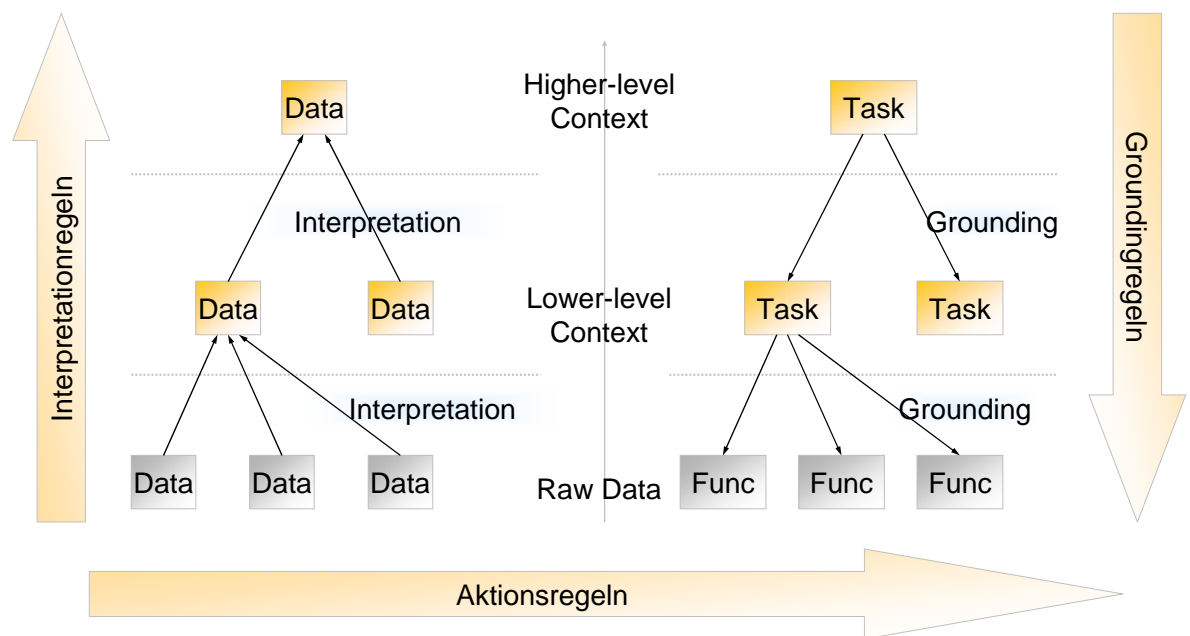 Higher-level
Context
Data
Task
Interpretationregeln
Groundingregeln
Interpretation
Grounding
Data
Data
Lower-level
Context
Task
Task
Interpretation
Grounding
Data
Data
Data
Raw Data
Func
Func
Func
Aktionsregeln